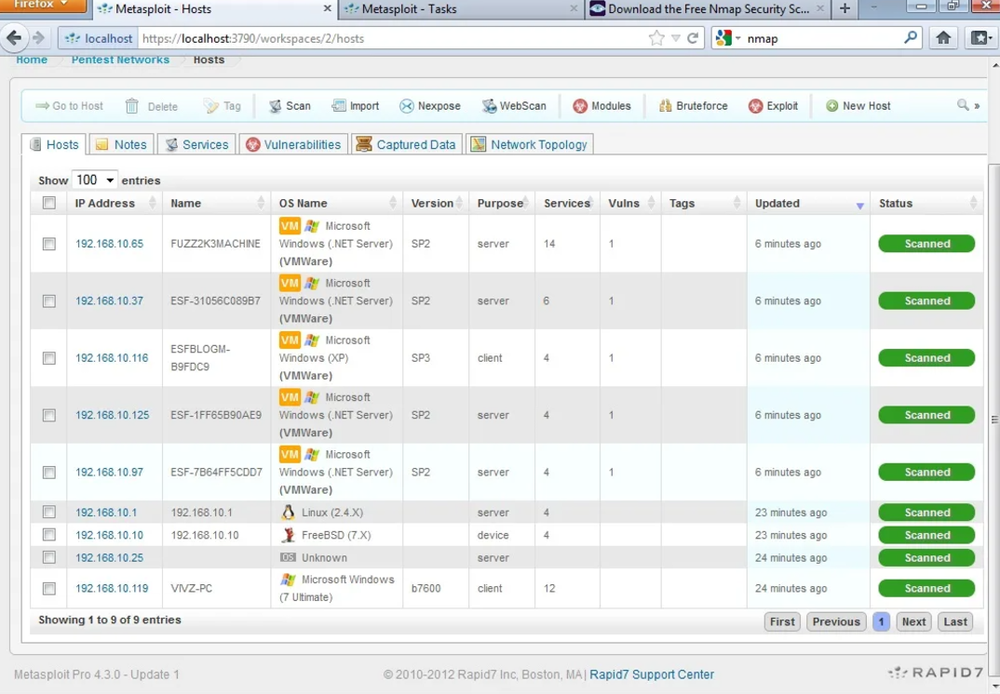 Firefox
Metasploit - Hosts
Metasploit - Tasks
Download the Free Nmap Security Sc...
localhost https://localhost:3790/workspaces/2/hosts
nmap
Home Pentest Networks Hosts
Go to Host Delete Tag Scan Import Nexpose WebScan Modules Bruteforce Exploit New Host »
Hosts Notes Services Vulnerabilities Captured Data Network Topology
Show 100 entries
IP Address Name OS Name Version Purpose Services Vulns Tags Updated Status
192.168.10.65 FUZZ2K3MACHINE VM Microsoft Windows (.NET Server) (VMWare) SP2 server 14 1 6 minutes ago Scanned
192.168.10.37 ESF-31056C089B7 VM Microsoft Windows (.NET Server) (VMWare) SP2 server 6 1 6 minutes ago Scanned
192.168.10.116 ESFBLOGM-B9FDC9 VM Microsoft Windows (XP) (VMWare) SP3 client 4 1 6 minutes ago Scanned
192.168.10.125 ESF-1FF65B90AE9 VM Microsoft Windows (.NET Server) (VMWare) SP2 server 4 1 6 minutes ago Scanned
192.168.10.97 ESF-7B64FF5CDD7 VM Microsoft Windows (.NET Server) (VMWare) SP2 server 4 1 6 minutes ago Scanned
192.168.10.1 192.168.10.1 Linux (2.4.X) server 4 23 minutes ago Scanned
192.168.10.10 192.168.10.10 FreeBSD (7.X) device 4 23 minutes ago Scanned
192.168.10.25 OS Unknown server 24 minutes ago Scanned
192.168.10.119 VIVZ-PC Microsoft Windows (7 Ultimate) b7600 client 12 24 minutes ago Scanned
Showing 1 to 9 of 9 entries
First Previous 1 Next Last
Metasploit Pro 4.3.0 - Update 1
© 2010-2012 Rapid7 Inc, Boston, MA | Rapid7 Support Center
RAPID7